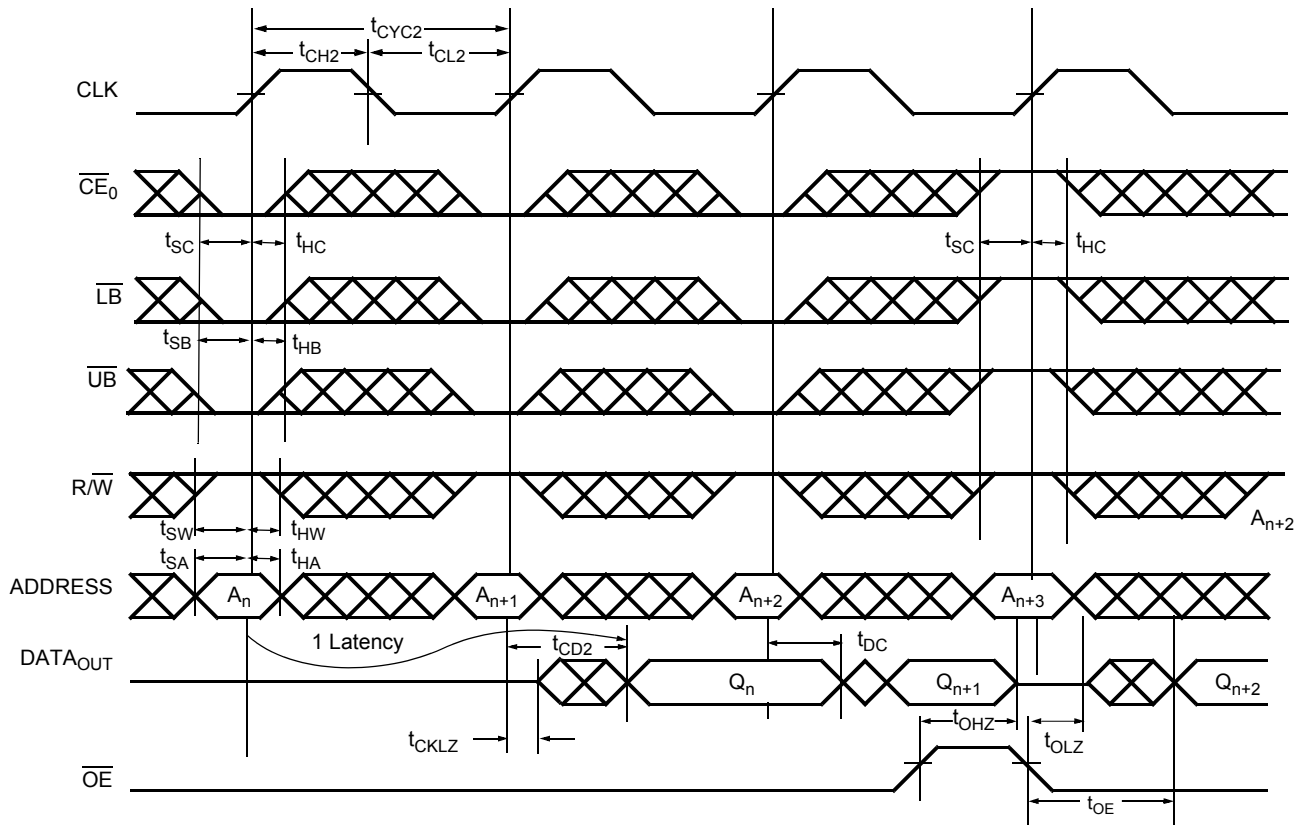 tCYC2
tCH2 tCL2
CLK
CE0
tSC tHC tSC tHC
LB
tSB tHB
UB
R/W
tSW tHW An+2
tSA tHA
ADDRESS An An+1 An+2 An+3
1 Latency tCD2 tDC
DATAOUT Qn Qn+1 Qn+2
tCKLZ tOHZ tOLZ
OE
tOE